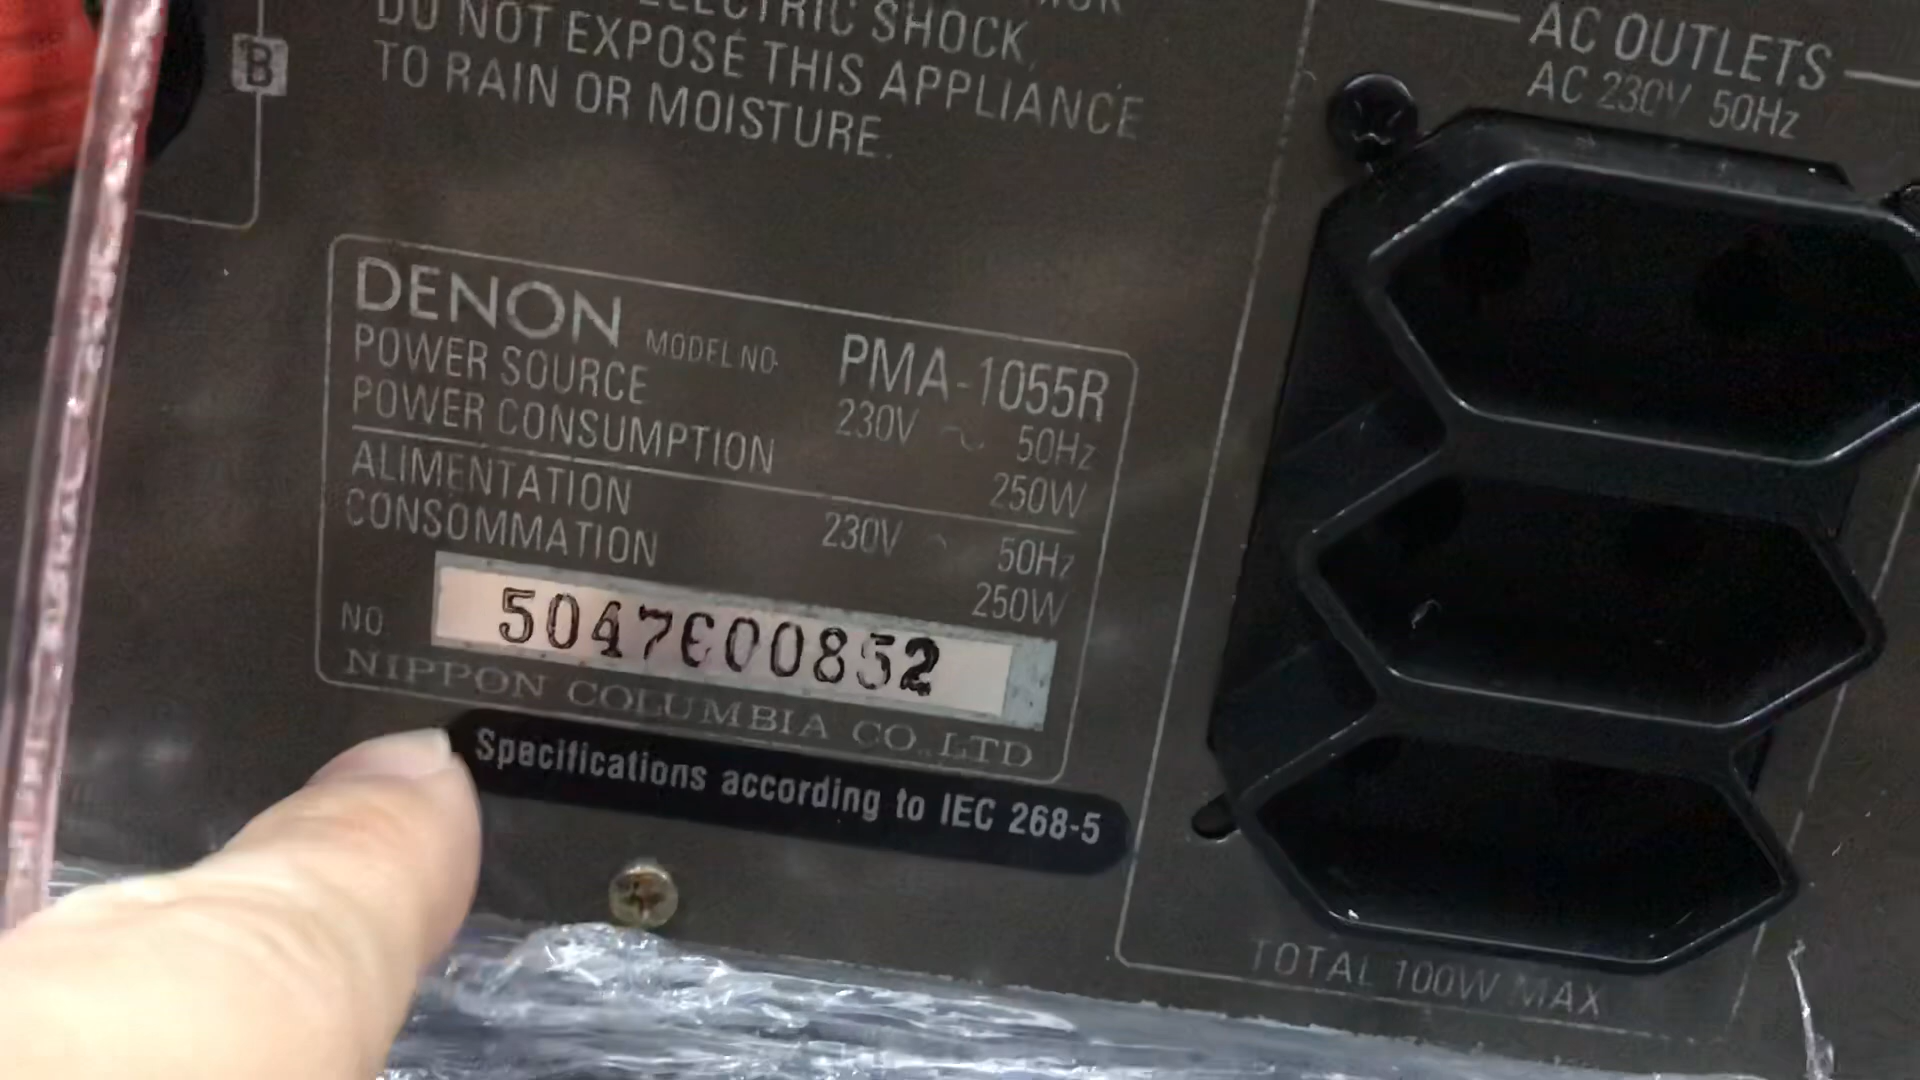 ELECTRIC SHOCK,
DO NOT EXPOSE THIS APPLIANCE
TO RAIN OR MOISTURE.
B
AC OUTLETS
AC 230V 50Hz
DENON MODEL NO. PMA-1055R
POWER SOURCE 230V ~ 50Hz
POWER CONSUMPTION 250W
ALIMENTATION 230V ~ 50Hz
CONSOMMATION 250W
NO 5047600852
NIPPON COLUMBIA CO., LTD
Specifications according to IEC 268-5
TOTAL 100W MAX